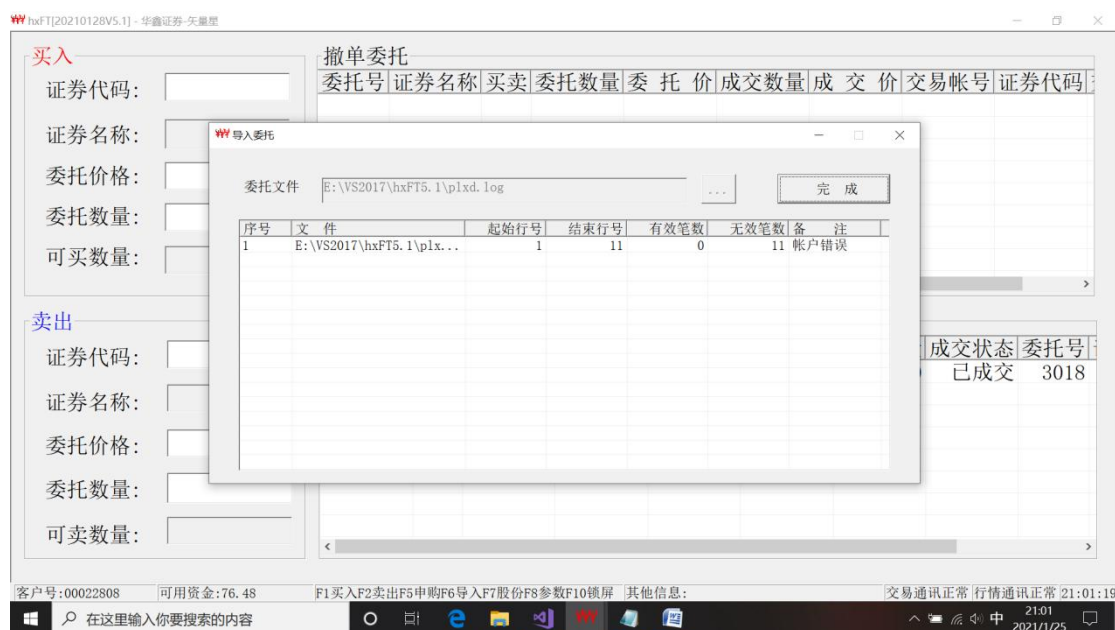 hxFT[20210128V5.1] - 华鑫证券-矢量星
买入
证券代码:
证券名称:
委托价格:
委托数量:
可买数量:
撤单委托
委托号 证券名称 买卖 委托数量 委 托 价 成交数量 成 交 价 交易帐号 证券代码
导入委托
委托文件 E:\VS2017\hxFT5.1\plxd.log ... 完 成
序号 文 件 起始行号 结束行号 有效笔数 无效笔数 备 注
1 E:\VS2017\hxFT5.1\plx... 1 11 0 11 帐户错误
卖出
证券代码:
证券名称:
委托价格:
委托数量:
可卖数量:
成交状态 委托号
已成交 3018
客户号:00022808 可用资金:76.48 F1买入F2卖出F5申购F6导入F7股份F8参数F10锁屏 其他信息: 交易通讯正常 行情通讯正常 21:01:19
在这里输入你要搜索的内容 中 21:01
2021/1/25